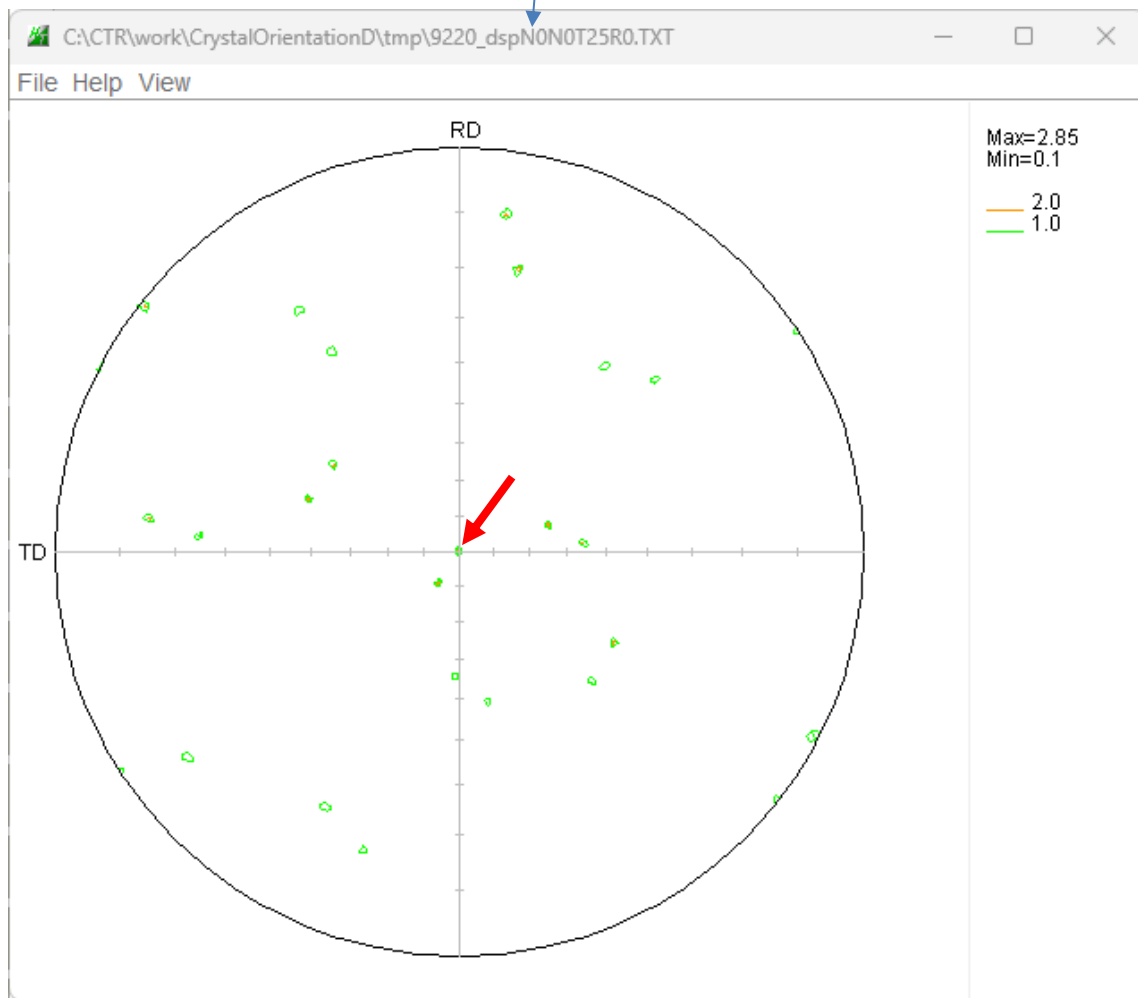 C:\CTR\work\CrystalOrientationD\tmp\9220_dspN0N0T25R0.TXT
File Help View
RD
Max=2.85
Min=0.1
2.0
1.0
TD